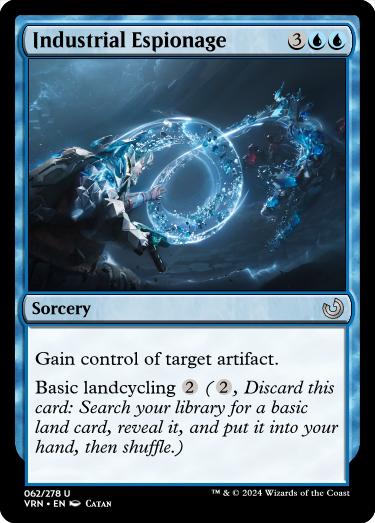 Industrial Espionage 3
Sorcery
Gain control of target artifact.
Basic landcycling 2 ( 2, Discard this
card: Search your library for a basic
land card, reveal it, and put it into your
hand, then shuffle.)
062/278 U
VRN • EN Catan
™ & © 2024 Wizards of the Coast